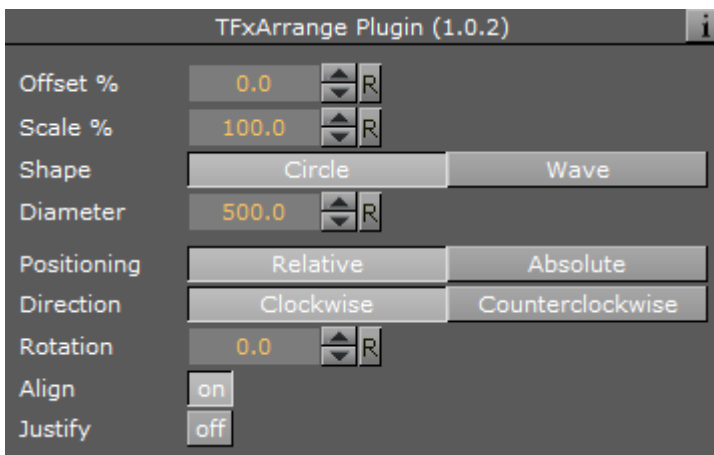 TFxArrange Plugin (1.0.2) i
Offset % 0.0 R
Scale % 100.0 R
Shape Circle Wave
Diameter 500.0 R
Positioning Relative Absolute
Direction Clockwise Counterclockwise
Rotation 0.0 R
Align on
Justify off